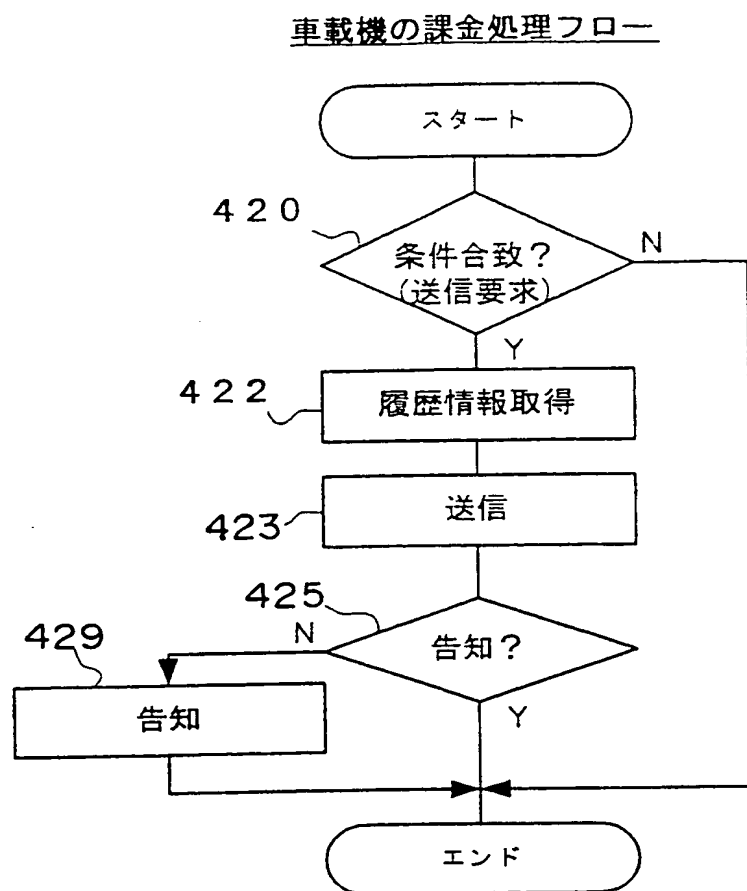 車載機の課金処理フロー
スタート
420
条件合致？
(送信要求)
N
Y
422
履歴情報取得
423
送信
425
告知？
N
Y
429
告知
エンド